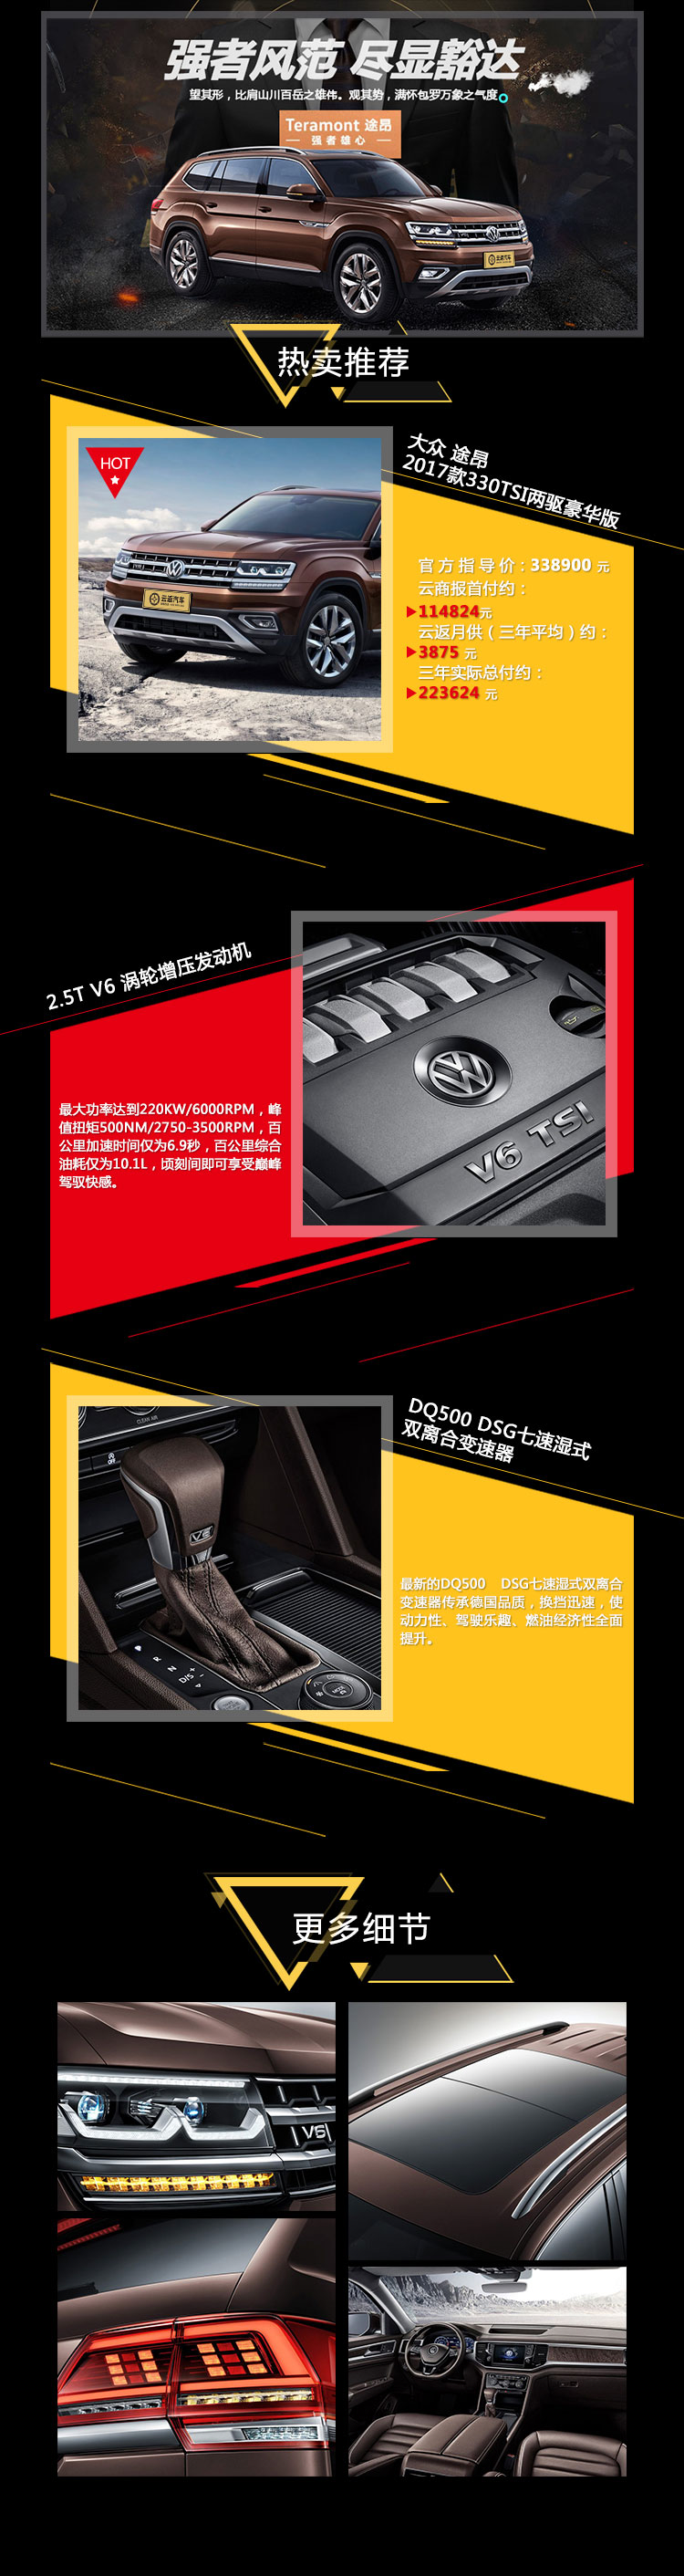 强者风范 尽显豁达
望其形，比肩山川百岳之雄伟。观其势，满怀包罗万象之气度。
Teramont 途昂
强者雄心
云返汽车
热卖推荐
HOT
云返汽车
大众 途昂
2017款330TSI两驱豪华版
官方指导价：338900 元
云商报首付约：
114824元
云返月供（三年平均）约：
3875 元
三年实际总付约：
223624 元
2.5T V6 涡轮增压发动机
最大功率达到220KW/6000RPM，峰
值扭矩500NM/2750-3500RPM，百
公里加速时间仅为6.9秒，百公里综合
油耗仅为10.1L，顷刻间即可享受巅峰
驾驭快感。
V6 TSI
DQ500 DSG七速湿式
双离合变速器
CLEAN AIR
V6
R
N
D/S
最新的DQ500 DSG七速湿式双离合
变速器传承德国品质，换挡迅速，使
动力性、驾驶乐趣、燃油经济性全面
提升。
更多细节
V6